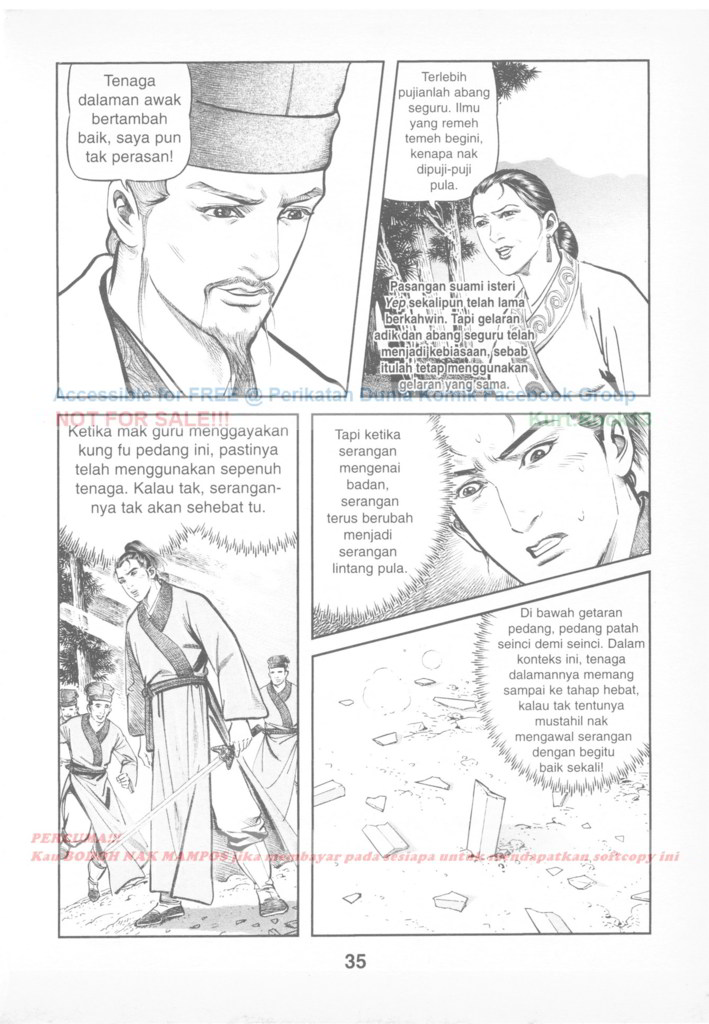 Tenaga
dalaman awak
bertambah
baik, saya pun
tak perasan!
Terlebih
pujianlah abang
seguru. Ilmu
yang remeh
temeh begini,
kenapa nak
dipuji-puji
pula.
Pasangan suami isteri
Yep sekalipun telah lama
berkahwin. Tapi gelaran
adik dan abang seguru telah
menjadi kebiasaan, sebab
itulah tetap menggunakan
gelaran yang sama.
Accessible for FREE @ Perikatan Dunia Komik Facebook Group
NOT FOR SALE!!!
Ketika mak guru menggayakan
kung fu pedang ini, pastinya
telah menggunakan sepenuh
tenaga. Kalau tak, serangan-
nya tak akan sehebat tu.
Tapi ketika
serangan
mengenai
badan,
serangan
terus berubah
menjadi
serangan
lintang pula.
Di bawah getaran
pedang, pedang patah
seinci demi seinci. Dalam
konteks ini, tenaga
dalamannya memang
sampai ke tahap hebat,
kalau tak tentunya
mustahil nak
mengawal serangan
dengan begitu
baik sekali!
PERCUMA!!!
Kau BODOH NAK MAMPOS jika membayar pada sesiapa untuk mendapatkan softcopy ini
35